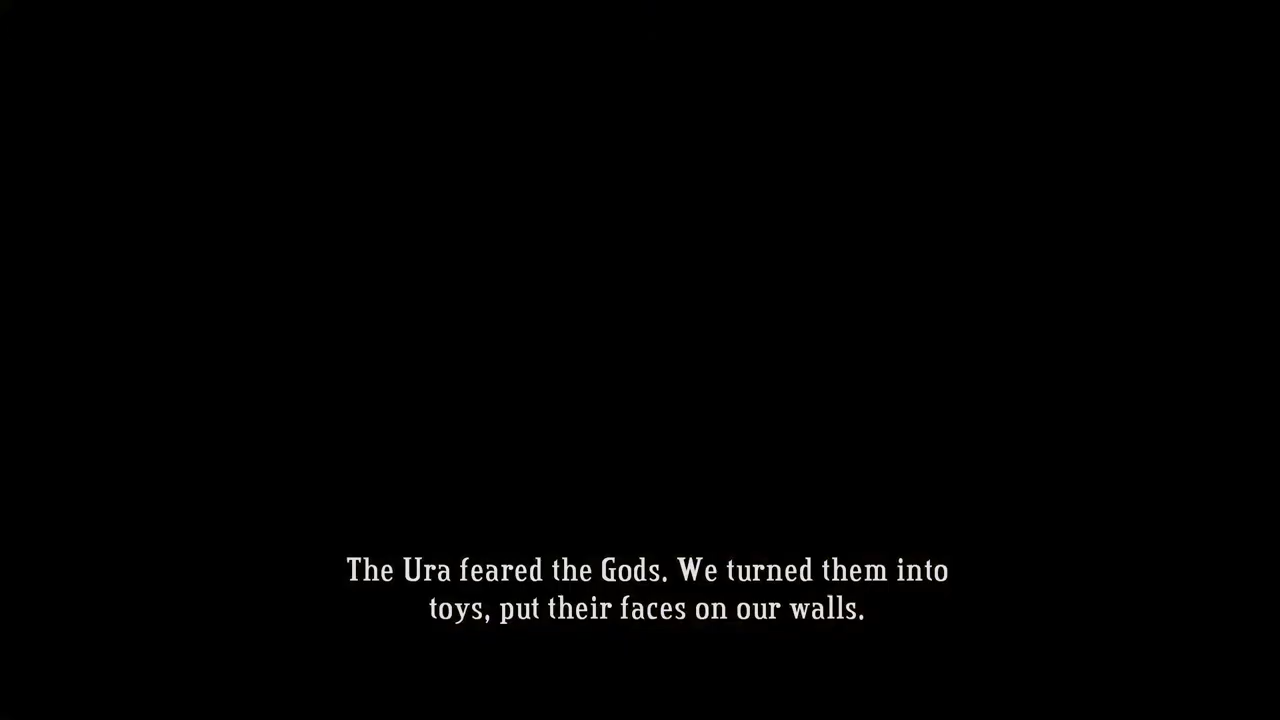 The Ura feared the Gods. We turned them into
toys, put their faces on our walls.